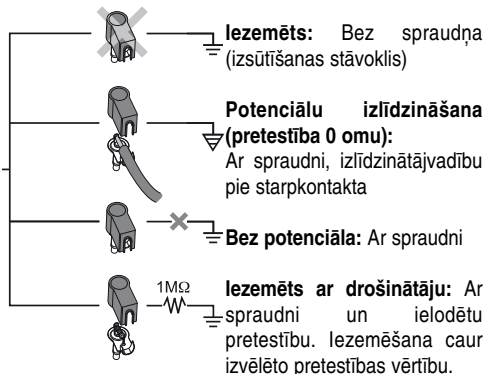 Iezemēts: Bez spraudņa
(izsūtīšanas stāvoklis)
Potenciālu izlīdzināšana
(pretestība 0 omu):
Ar spraudni, izlīdzinātājvadību
pie starpkontakta
Bez potenciāla: Ar spraudni
1MΩ
Iezemēts ar drošinātāju: Ar
spraudni un ielodētu
pretestību. Iezemēšana caur
izvēlēto pretestības vērtību.